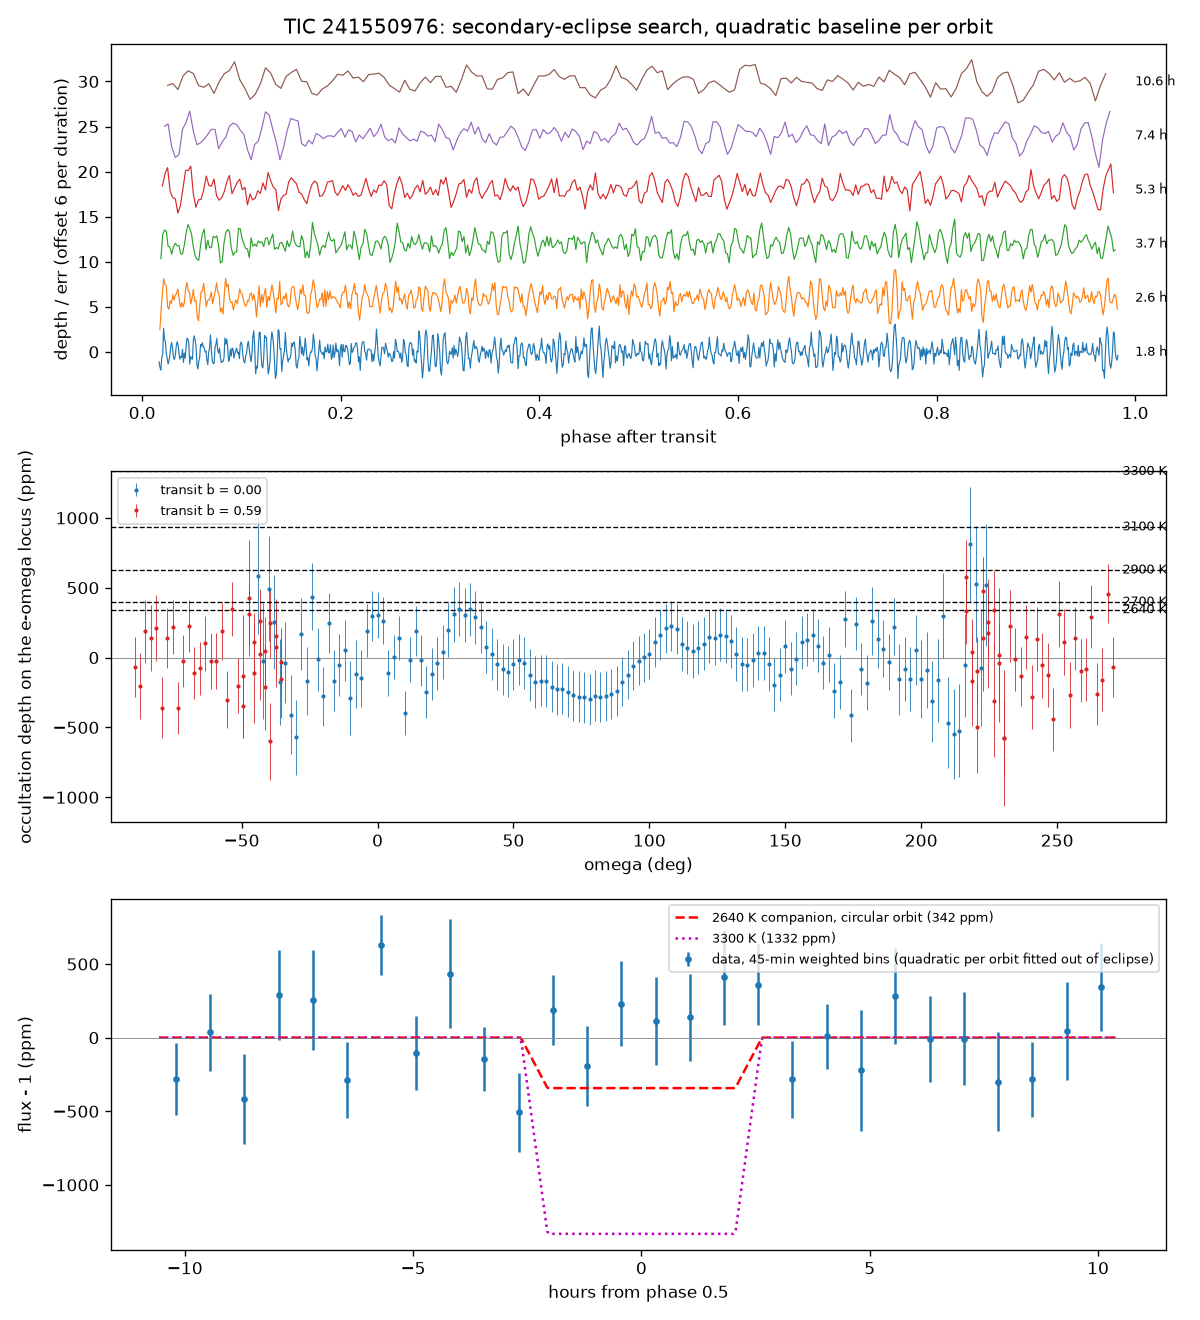 TIC 241550976: secondary-eclipse search, quadratic baseline per orbit
depth / err (offset 6 per duration)
30
25
20
15
10
5
0
10.6 h
7.4 h
5.3 h
3.7 h
2.6 h
1.8 h
0.0 0.2 0.4 0.6 0.8 1.0
phase after transit
occultation depth on the e-omega locus (ppm)
1000
500
0
−500
−1000
transit b = 0.00
transit b = 0.59
3300 K
3100 K
2900 K
2700 K
2640 K
−50 0 50 100 150 200 250
omega (deg)
flux - 1 (ppm)
500
0
−500
−1000
2640 K companion, circular orbit (342 ppm)
3300 K (1332 ppm)
data, 45-min weighted bins (quadratic per orbit fitted out of eclipse)
−10 −5 0 5 10
hours from phase 0.5